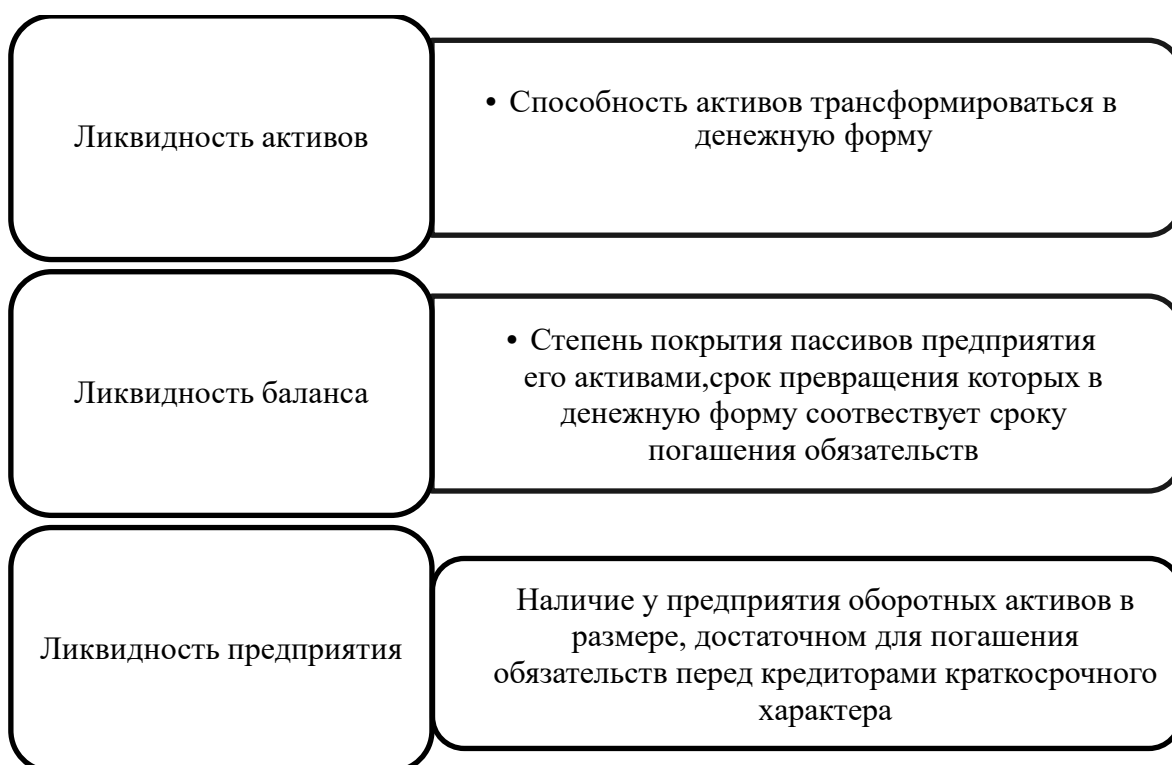 Ликвидность активов
• Способность активов трансформироваться в
денежную форму
Ликвидность баланса
• Степень покрытия пассивов предприятия
его активами,срок превращения которых в
денежную форму соотвествует сроку
погашения обязательств
Ликвидность предприятия
Наличие у предприятия оборотных активов в
размере, достаточном для погашения
обязательств перед кредиторами краткосрочного
характера